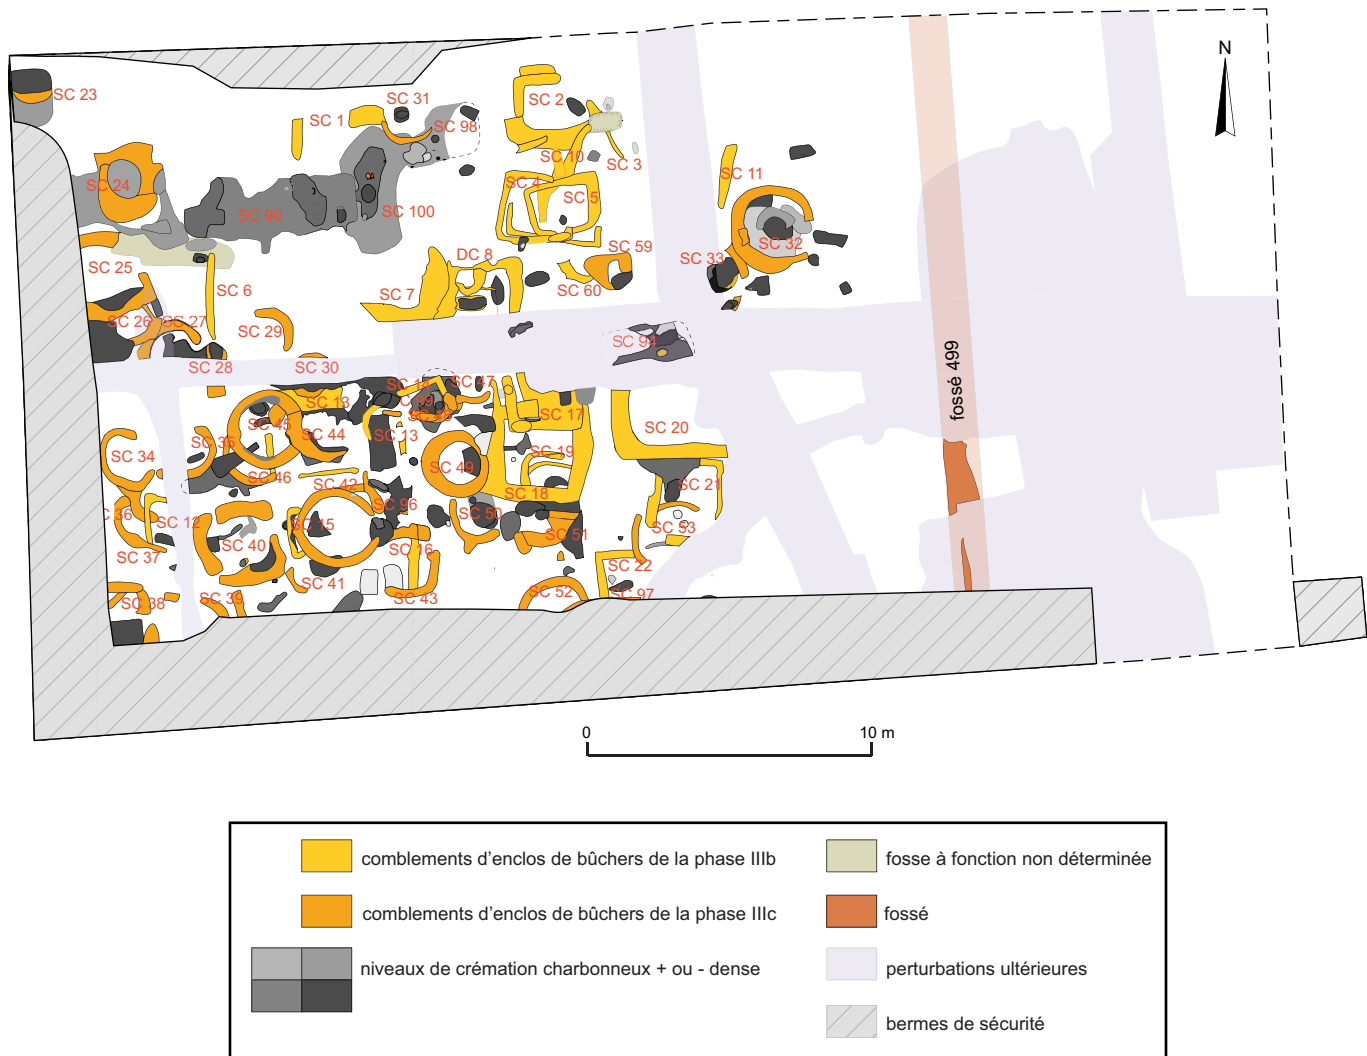 N
SC 23
SC 31
SC 1
SC 98
SC 2
SC 10
SC 3
SC 24
SC 4
SC 5
SC 11
SC 90
SC 100
SC 32
SC 59
DC 8
SC 33
SC 25
SC 6
SC 7
SC 60
SC 26
SC 27
SC 29
SC 94
SC 28
SC 30
fossé 499
SC 14
SC 47
SC 13
SC 17
SC 45
SC 44
SC 13
SC 20
SC 34
SC 35
SC 49
SC 19
SC 46
SC 42
SC 18
SC 21
SC 36
SC 12
SC 15
SC 96
SC 50
SC 53
SC 37
SC 40
SC 16
SC 51
SC 41
SC 22
SC 38
SC 39
SC 43
SC 52
SC 97
0
10 m
comblements d'enclos de bûchers de la phase IIIb
fosse à fonction non déterminée
comblements d'enclos de bûchers de la phase IIIc
fossé
niveaux de crémation charbonneux + ou - dense
perturbations ultérieures
bermes de sécurité